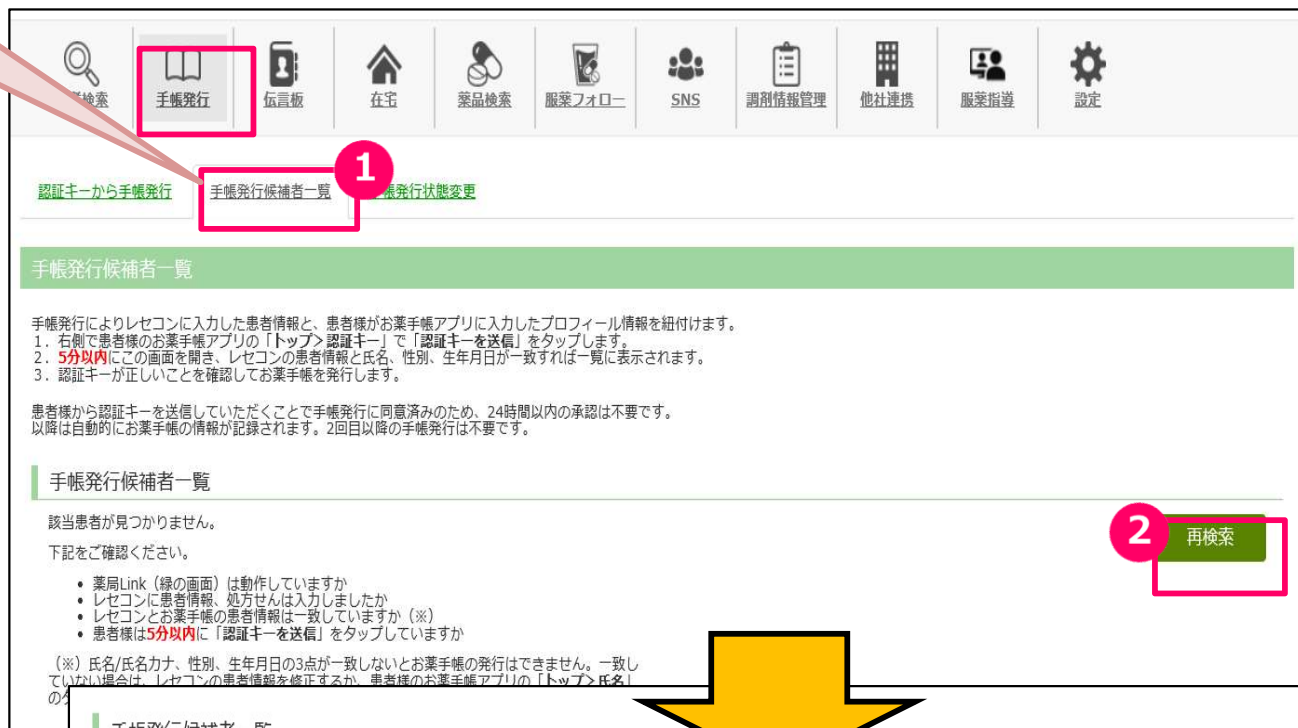 検索
手帳発行
伝言板
在宅
薬品検索
服薬フォロー
SNS
調剤情報管理
他社連携
服薬指導
設定
1
認証キーから手帳発行
手帳発行候補者一覧
帳発行状態変更
手帳発行候補者一覧
手帳発行によりレセコンに入力した患者情報と、患者様がお薬手帳アプリに入力したプロフィール情報を紐付けます。
1. 右側で患者様のお薬手帳アプリの「トップ>認証キー」で「認証キーを送信」をタップします。
2. 5分以内にこの画面を開き、レセコンの患者情報と氏名、性別、生年月日が一致すれば一覧に表示されます。
3. 認証キーが正しいことを確認してお薬手帳を発行します。
患者様から認証キーを送信していただくことで手帳発行に同意済みのため、24時間以内の承認は不要です。
以降は自動的にお薬手帳の情報が記録されます。2回目以降の手帳発行は不要です。
手帳発行候補者一覧
該当患者が見つかりません。
2
再検索
下記をご確認ください。
• 薬局Link（緑の画面）は動作していますか
• レセコンに患者情報、処方せんは入力しましたか
• レセコンとお薬手帳の患者情報は一致していますか（※）
• 患者様は5分以内に「認証キーを送信」をタップしていますか
（※）氏名/氏名カナ、性別、生年月日の3点が一致しないとお薬手帳の発行はできません。一致し
ていない場合は、レセコンの患者情報を修正するか、患者様のお薬手帳アプリの「トップ>氏名」
の